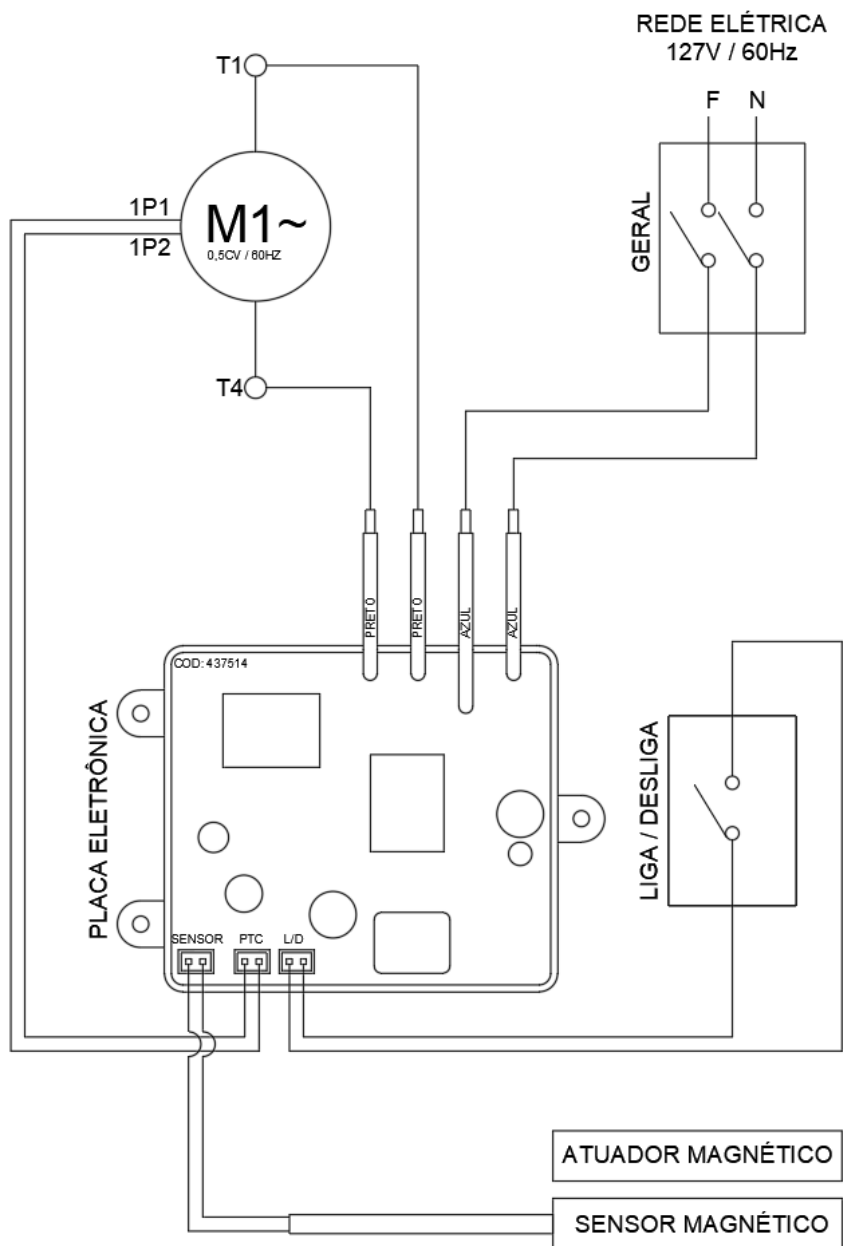 REDE ELÉTRICA
127V / 60Hz
F N
T1
GERAL
1P1
1P2
M1~
0,5CV / 60HZ
T4
PRETO
PRETO
AZUL
AZUL
COD: 437514
PLACA ELETRÔNICA
LIGA / DESLIGA
SENSOR PTC L/D
ATUADOR MAGNÉTICO
SENSOR MAGNÉTICO